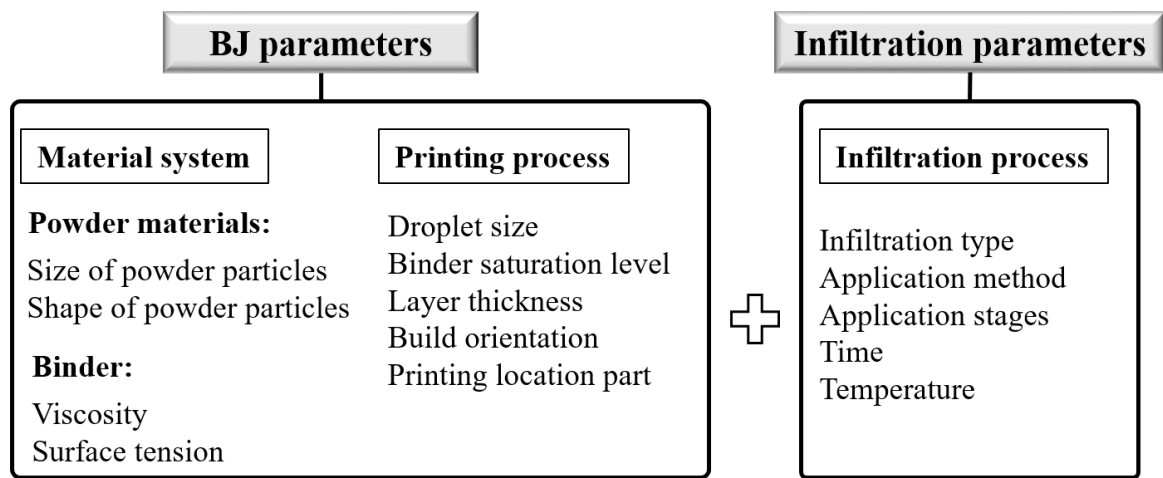 BJ parameters
Material system
Powder materials:
Size of powder particles
Shape of powder particles
Binder:
Viscosity
Surface tension
Printing process
Droplet size
Binder saturation level
Layer thickness
Build orientation
Printing location part
Infiltration parameters
Infiltration process
Infiltration type
Application method
Application stages
Time
Temperature